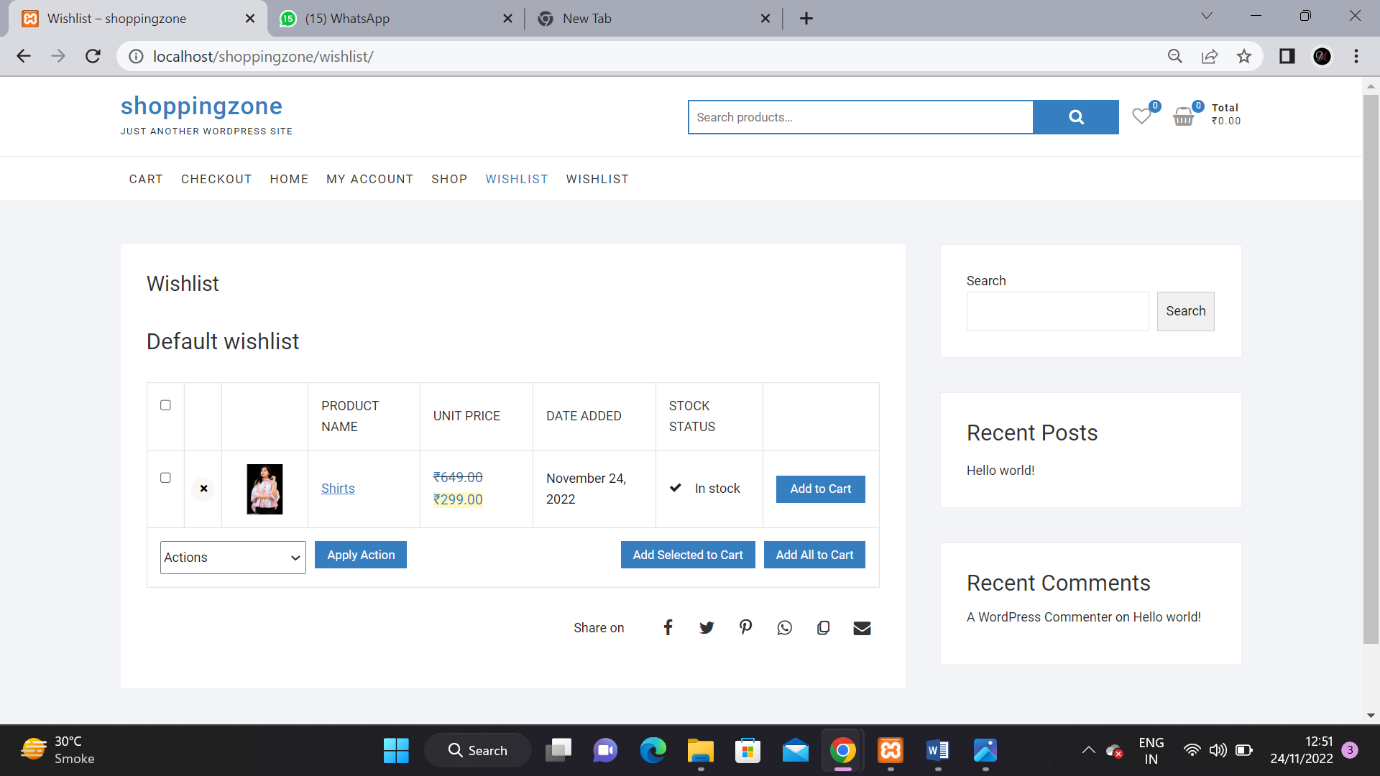 Wishlist – shoppingzone
15
(15) WhatsApp
New Tab
localhost/shoppingzone/wishlist/
shoppingzone
JUST ANOTHER WORDPRESS SITE
Search products...
0
0
Total
₹0.00
CART CHECKOUT HOME MY ACCOUNT SHOP WISHLIST WISHLIST
Wishlist
Default wishlist
PRODUCT NAME
UNIT PRICE
DATE ADDED
STOCK STATUS
Shirts
₹649.00
₹299.00
November 24,
2022
In stock
Add to Cart
Actions
Apply Action
Add Selected to Cart
Add All to Cart
Share on
Search
Search
Recent Posts
Hello world!
Recent Comments
A WordPress Commenter on Hello world!
30°C
Smoke
Search
ENG
IN
12:51
24/11/2022
3